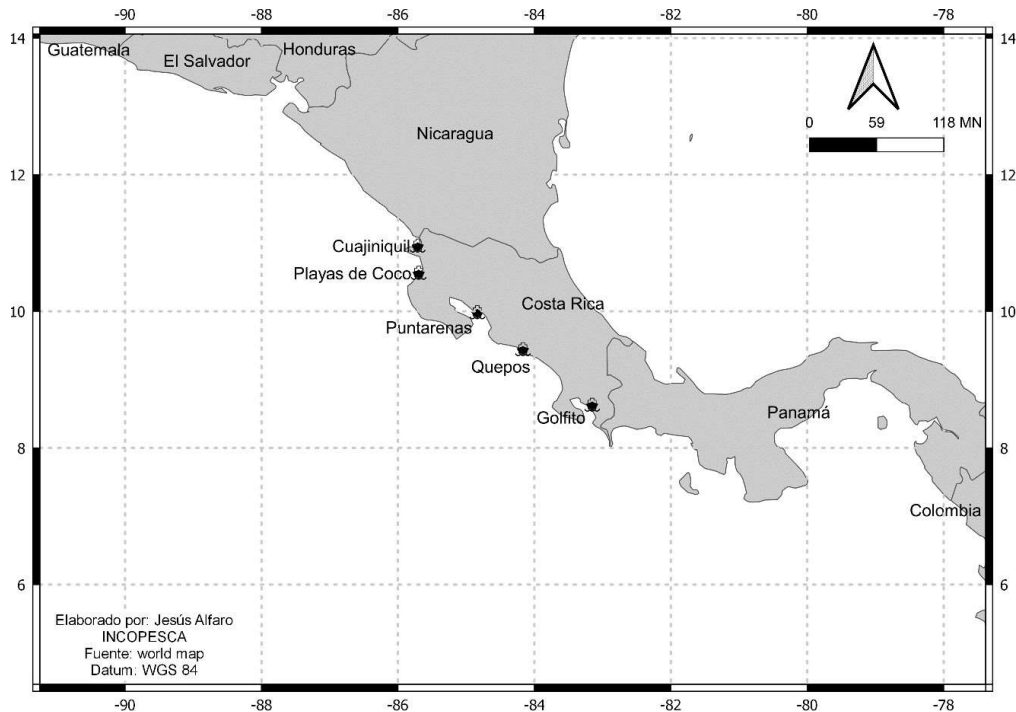 -90 -88 -86 -84 -82 -80 -78
14 14
Guatemala
Honduras
El Salvador
0 59 118 MN
Nicaragua
12 12
Cuajiniquil
Playas de Coco
Costa Rica
10 10
Puntarenas
Quepos
Panamá
Golfito
8 8
Colombia
6 6
Elaborado por: Jesús Alfaro
INCOPESCA
Fuente: world map
Datum: WGS 84
-90 -88 -86 -84 -82 -80 -78